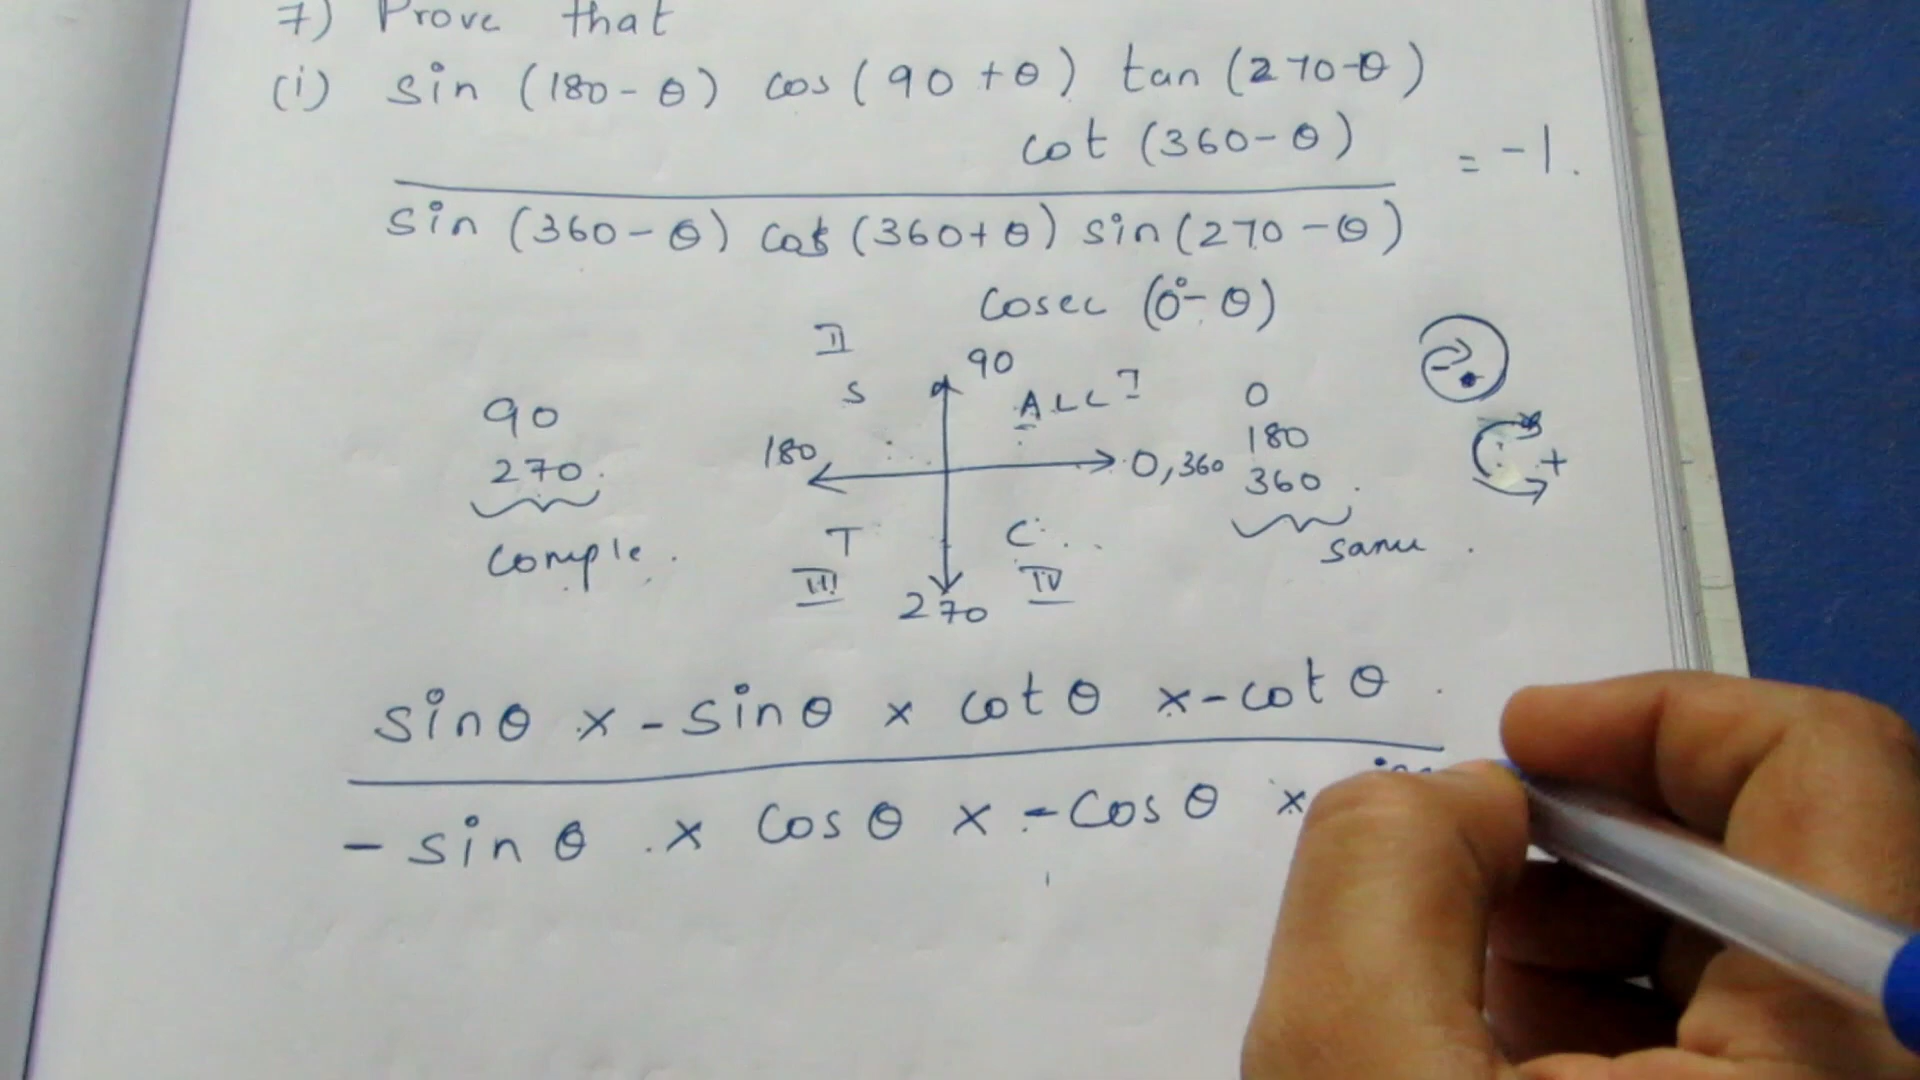 7) Prove that
(i) sin (180-θ) cos (90+θ) tan (270-θ)
cot (360-θ)
= -1.
sin (360-θ) cos (360+θ) sin (270-θ)
cosec (0°-θ)
II
90
S
ALL I
0
90
180
0,360
180
270.
360.
comple.
T
C
same.
III
IV
270
-
+
sinθ x -sinθ x cotθ x -cotθ
- sinθ x cosθ x -cosθ x